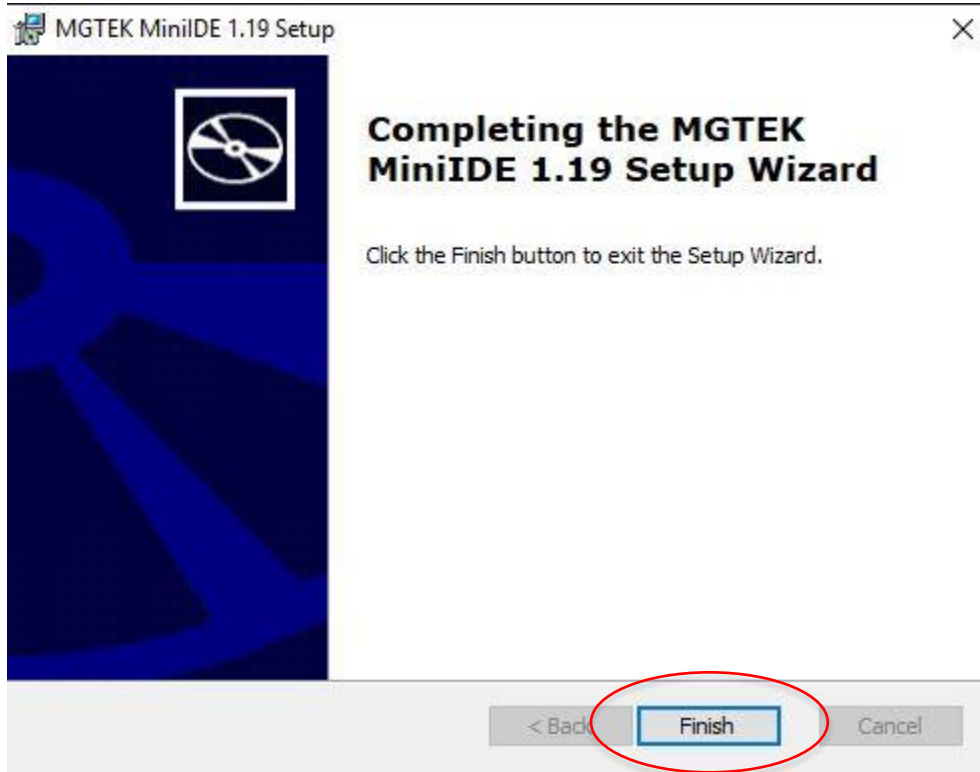 MGTEK MiniIDE 1.19 Setup
Completing the MGTEK
MiniIDE 1.19 Setup Wizard
Click the Finish button to exit the Setup Wizard.
< Back Finish Cancel